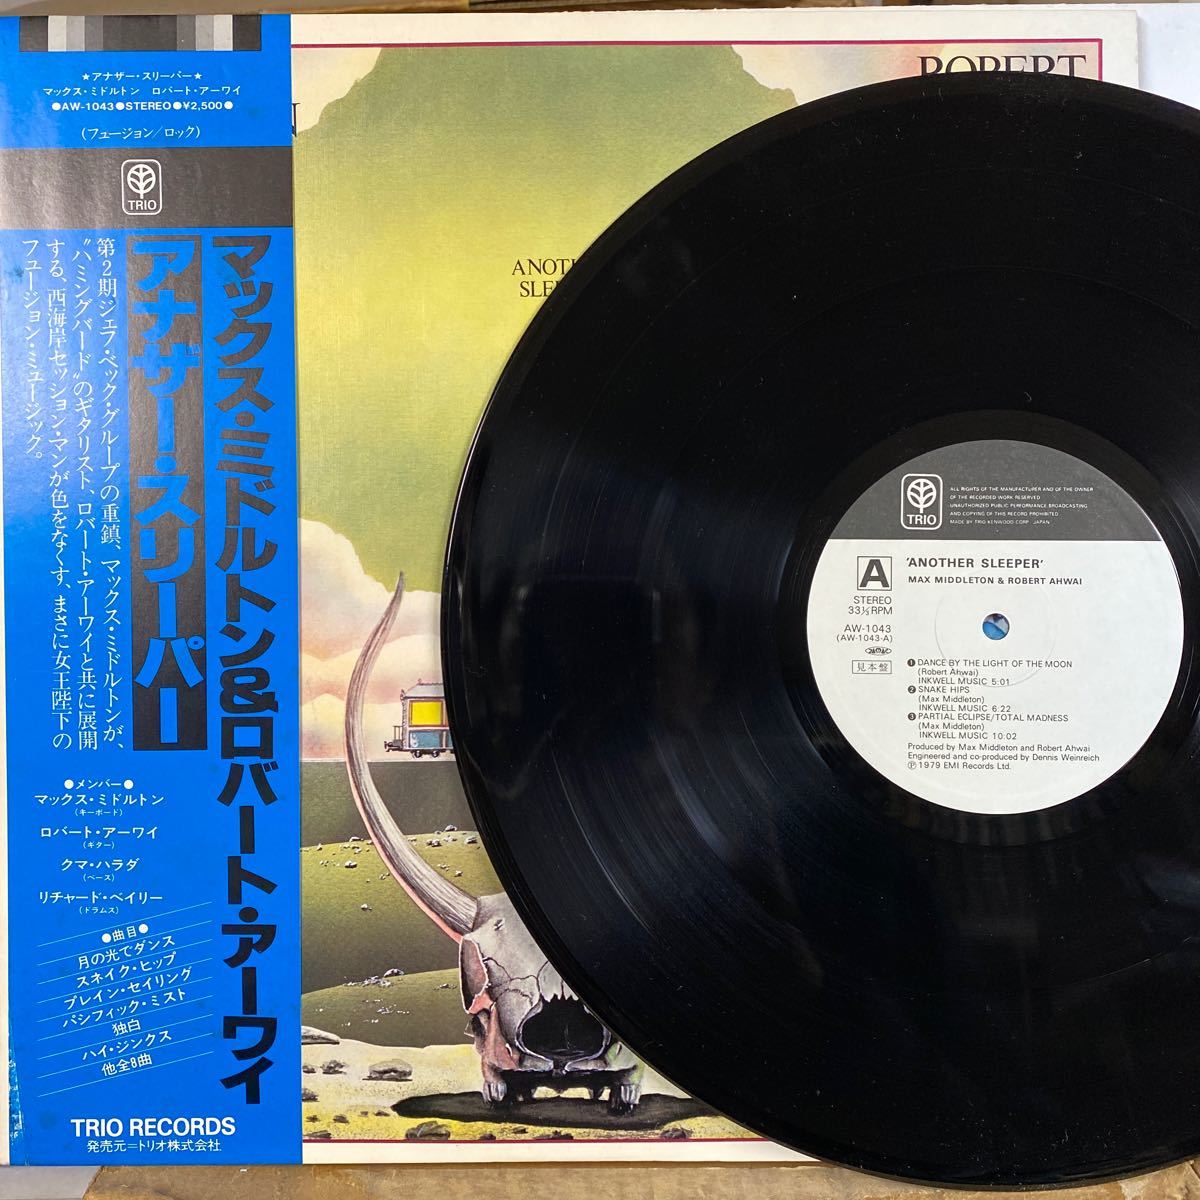 ★アナザー・スリーパー★
マックス・ミドルトン ロバート・アーワイ
●AW-1043●STEREO●¥2,500●
(フュージョン/ロック)
TRIO
マックス・ミドルトン&ロバート・アーワイ
アナザー・スリーパー
第2期ジェフ・ベック・グループの重鎮、マックス・ミドルトンが、
"ハミングバード"のギタリスト、ロバート・アーワイと共に展開
する、西海岸セッション・マンが色をなくす、まさに女王陛下の
フュージョン・ミュージック。
●メンバー●
マックス・ミドルトン
(キーボード)
ロバート・アーワイ
(ギター)
クマ・ハラダ
(ベース)
リチャード・ベイリー
(ドラムス)
●曲目●
月の光でダンス
スネイク・ヒップ
プレイン・セイリング
パシフィック・ミスト
独白
ハイ・ジンクス
他全8曲
TRIO RECORDS
発売元=トリオ株式会社
ROBERT
N
ANOTH
SLEE
TRIO
ALL RIGHTS OF THE MANUFACTURER AND OF THE OWNER
OF THE RECORDED WORK RESERVED
UNAUTHORIZED PUBLIC PERFORMANCE BROADCASTING
AND COPYING OF THIS RECORD PROHIBITED
MADE BY TRIO KENWOOD CORP. JAPAN
A
'ANOTHER SLEEPER'
MAX MIDDLETON & ROBERT AHWAI
STEREO
33⅓RPM
AW-1043
(AW-1043-A)
見本盤
❶ DANCE BY THE LIGHT OF THE MOON
(Robert Ahwai)
INKWELL MUSIC 5:01
❷ SNAKE HIPS
(Max Middleton)
INKWELL MUSIC 6:22
❸ PARTIAL ECLIPSE/TOTAL MADNESS
(Max Middleton)
INKWELL MUSIC 10:02
Produced by Max Middleton and Robert Ahwai
Engineered and co-produced by Dennis Weinreich
Ⓟ1979 EMI Records Ltd.